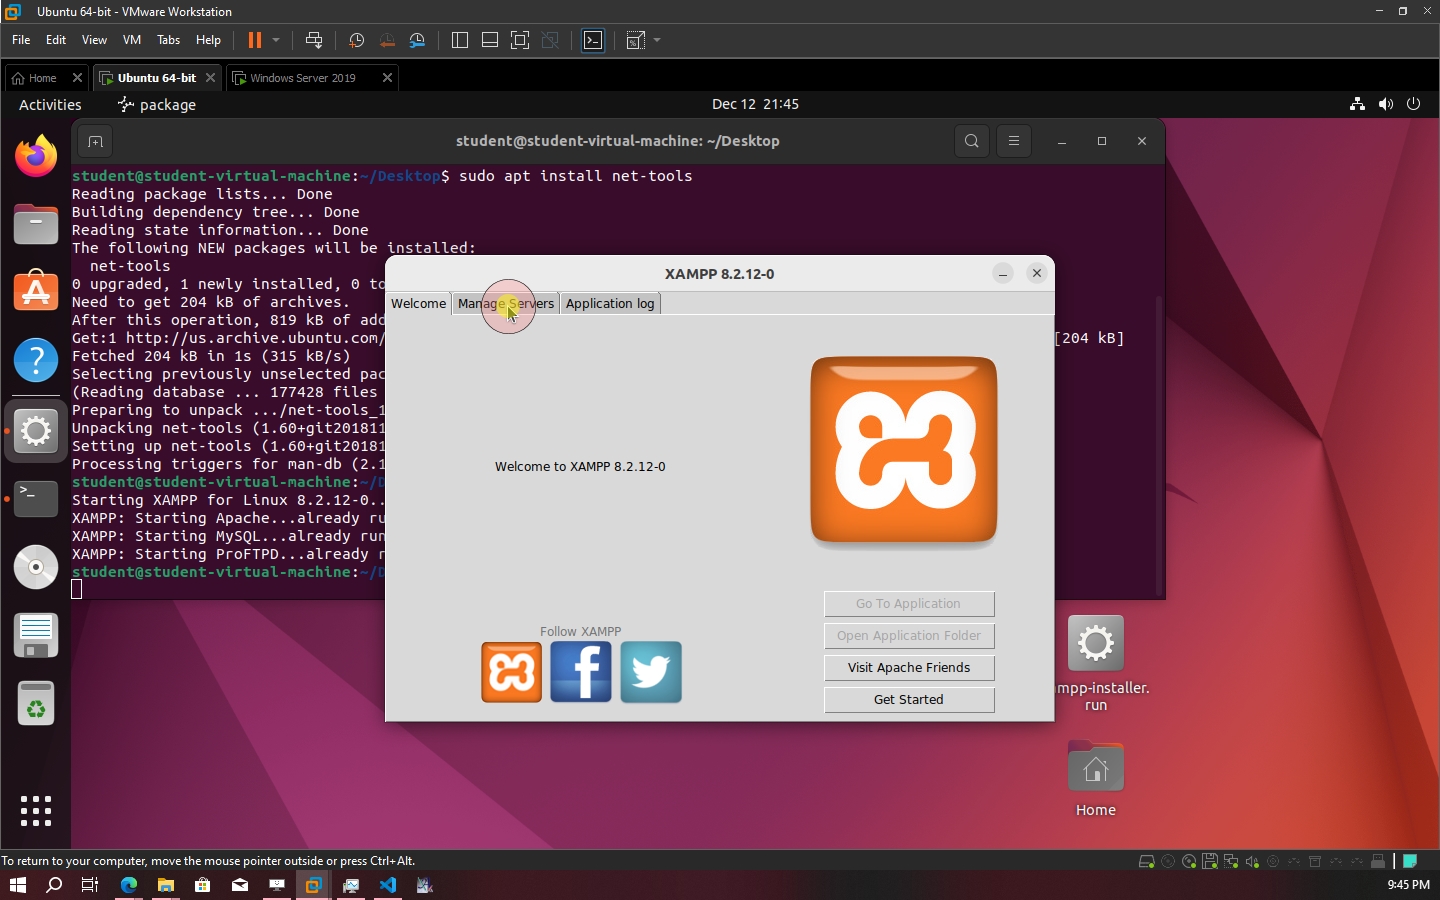 Ubuntu 64-bit - VMware Workstation
File Edit View VM Tabs Help
Home
Ubuntu 64-bit
Windows Server 2019
Activities
package
Dec 12 21:45
student@student-virtual-machine: ~/Desktop
student@student-virtual-machine:~/Desktop$ sudo apt install net-tools
Reading package lists... Done
Building dependency tree... Done
Reading state information... Done
The following NEW packages will be installed:
net-tools
0 upgraded, 1 newly installed, 0 to
Need to get 204 kB of archives.
After this operation, 819 kB of add
Get:1 http://us.archive.ubuntu.com/ [204 kB]
Fetched 204 kB in 1s (315 kB/s)
Selecting previously unselected pac
(Reading database ... 177428 files
Preparing to unpack .../net-tools_1
Unpacking net-tools (1.60+git201811
Setting up net-tools (1.60+git20181
Processing triggers for man-db (2.1
student@student-virtual-machine:~/D
Starting XAMPP for Linux 8.2.12-0..
XAMPP: Starting Apache...already ru
XAMPP: Starting MySQL...already run
XAMPP: Starting ProFTPD...already r
student@student-virtual-machine:~/D
XAMPP 8.2.12-0
Welcome
Manage Servers
Application log
Welcome to XAMPP 8.2.12-0
Follow XAMPP
Go To Application
Open Application Folder
Visit Apache Friends
Get Started
mpp-installer.
run
Home
To return to your computer, move the mouse pointer outside or press Ctrl+Alt.
9:45 PM